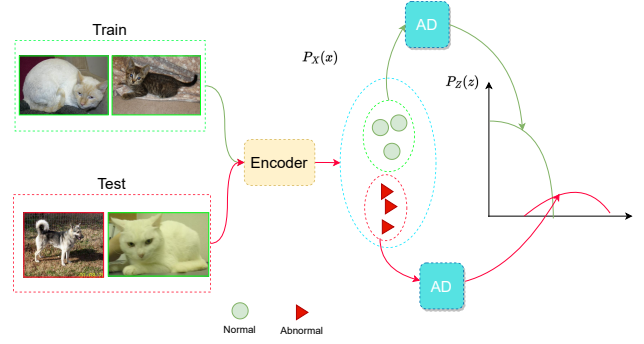 Train
AD
P_X(x)
P_Z(z)
Encoder
Test
AD
Normal
Abnormal